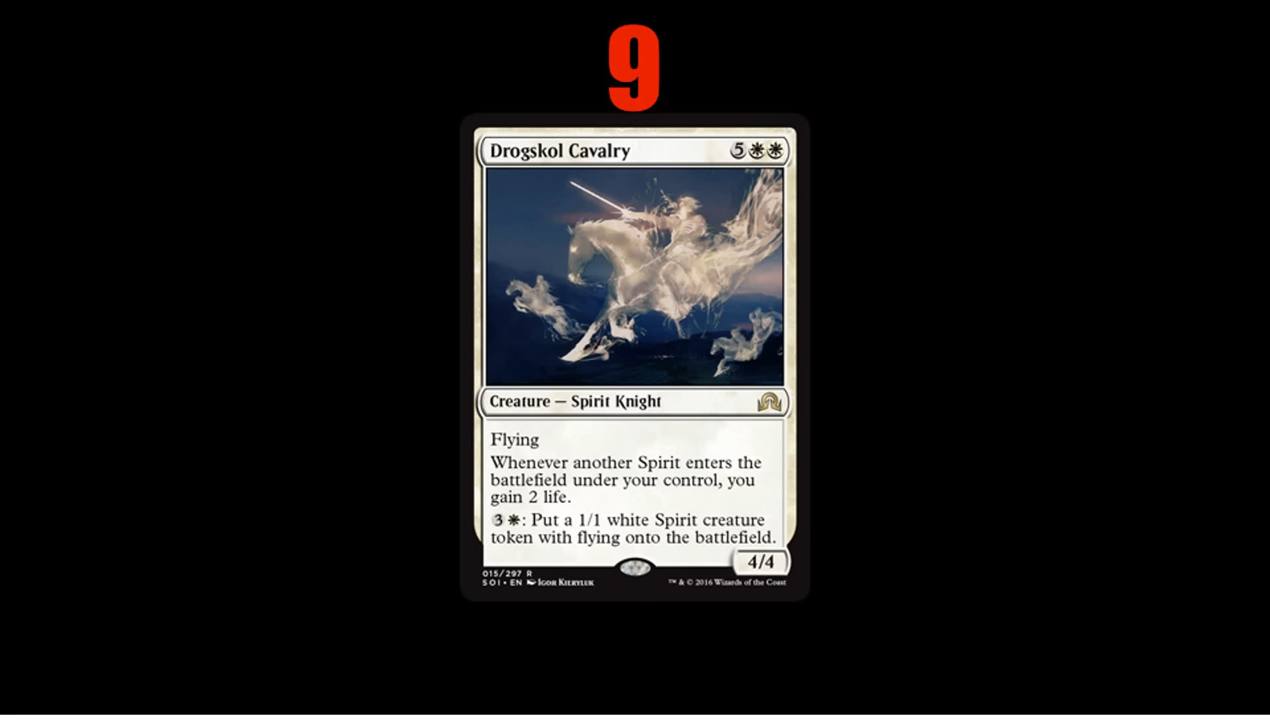 9
Drogskol Cavalry 5
Creature — Spirit Knight
Flying
Whenever another Spirit enters the
battlefield under your control, you
gain 2 life.
3 : Put a 1/1 white Spirit creature
token with flying onto the battlefield.
4/4
015/297 R
SOI • EN Igor Kieryluk
™ & © 2016 Wizards of the Coast